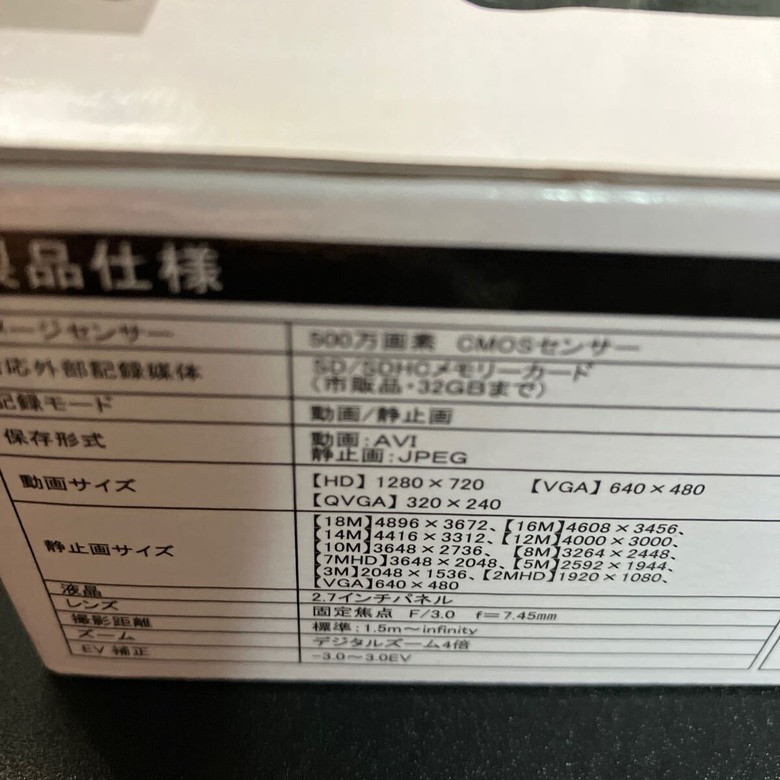 品仕様
ージセンサー 500万画素 CMOSセンサー
応外部記録媒体 SD/SDHCメモリーカード
(市販品・32GBまで)
記録モード 動画/静止画
保存形式 動画:AVI
静止画:JPEG
動画サイズ 【HD】1280×720 【VGA】640×480
【QVGA】320×240
静止画サイズ 【18M】4896×3672、【16M】4608×3456、
【14M】4416×3312、【12M】4000×3000、
【10M】3648×2736、【8M】3264×2448、
【7MHD】3648×2048、【5M】2592×1944、
【3M】2048×1536、【2MHD】1920×1080、
【VGA】640×480
液晶 2.7インチパネル
レンズ 固定焦点 F/3.0 f=7.45mm
撮影距離 標準:1.5m~infinity
ズーム デジタルズーム4倍
EV 補正 -3.0~3.0EV